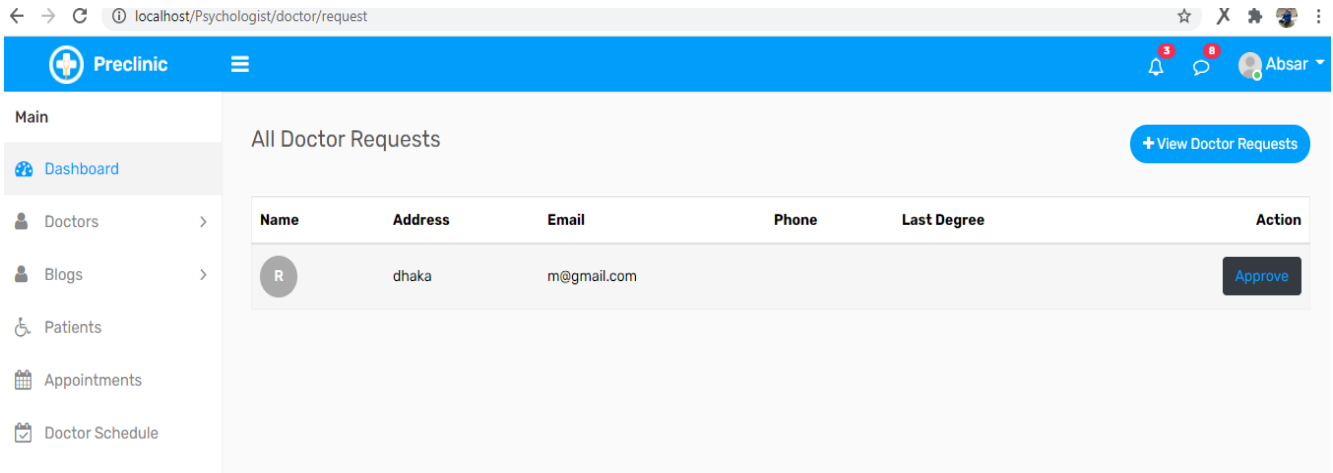 localhost/Psychologist/doctor/request
Preclinic
3
8
Absar
Main
All Doctor Requests
+ View Doctor Requests
Dashboard
Doctors
Name Address Email Phone Last Degree Action
Blogs
R dhaka m@gmail.com Approve
Patients
Appointments
Doctor Schedule